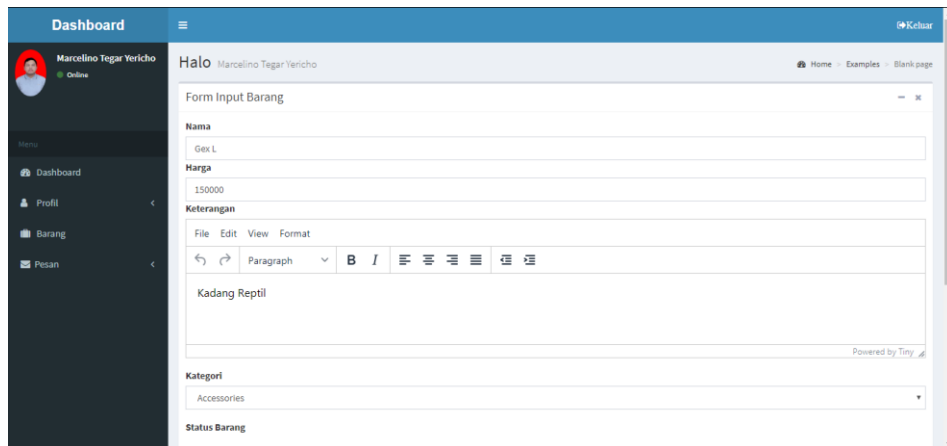 Dashboard
Keluar
Marcelino Tegar Yericho
Online
Menu
Dashboard
Profil
Barang
Pesan
Halo Marcelino Tegar Yericho
Home > Examples > Blank page
Form Input Barang
Nama
Gex L
Harga
150000
Keterangan
File Edit View Format
Paragraph B I
Kadang Reptil
Powered by Tiny
Kategori
Accessories
Status Barang